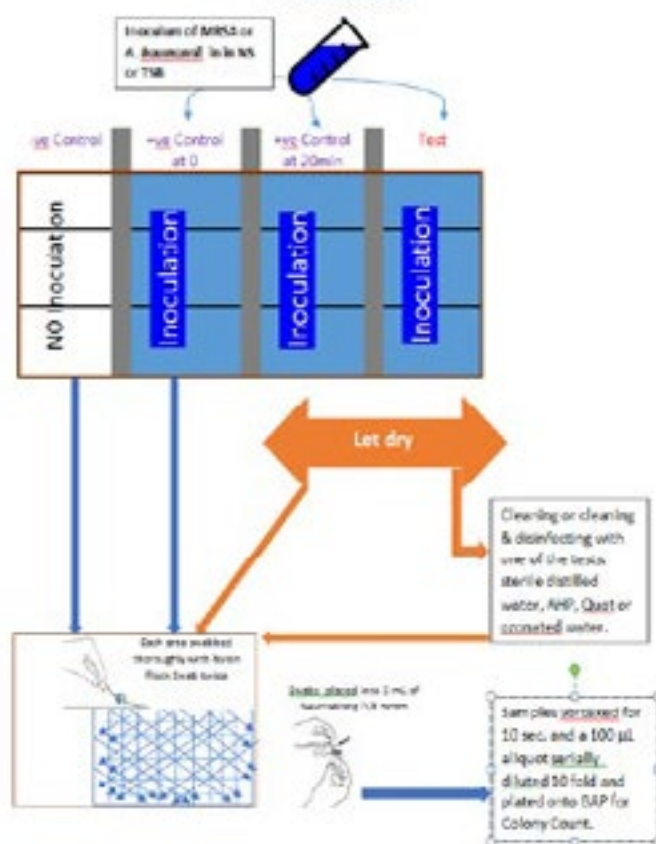 Inoculum of MRSA or
A. baumannii in NS
or TSB
-ve Control
+ve Control
at 0
+ve Control
at 20min
Test
NO Inoculation
Inoculation
Inoculation
Inoculation
Let dry
Cleaning or cleaning
& disinfecting with
one of the tests:
sterile distilled
water, AHP, Quat or
ozonated water.
Each area swabbed
thoroughly with
Flock Swab twice
Swabs placed into 2 mL of
neutralizing
Samples vortexed for
10 sec. and a 100 µL
aliquot serially
diluted 10 fold and
plated onto BAP for
Colony Count.